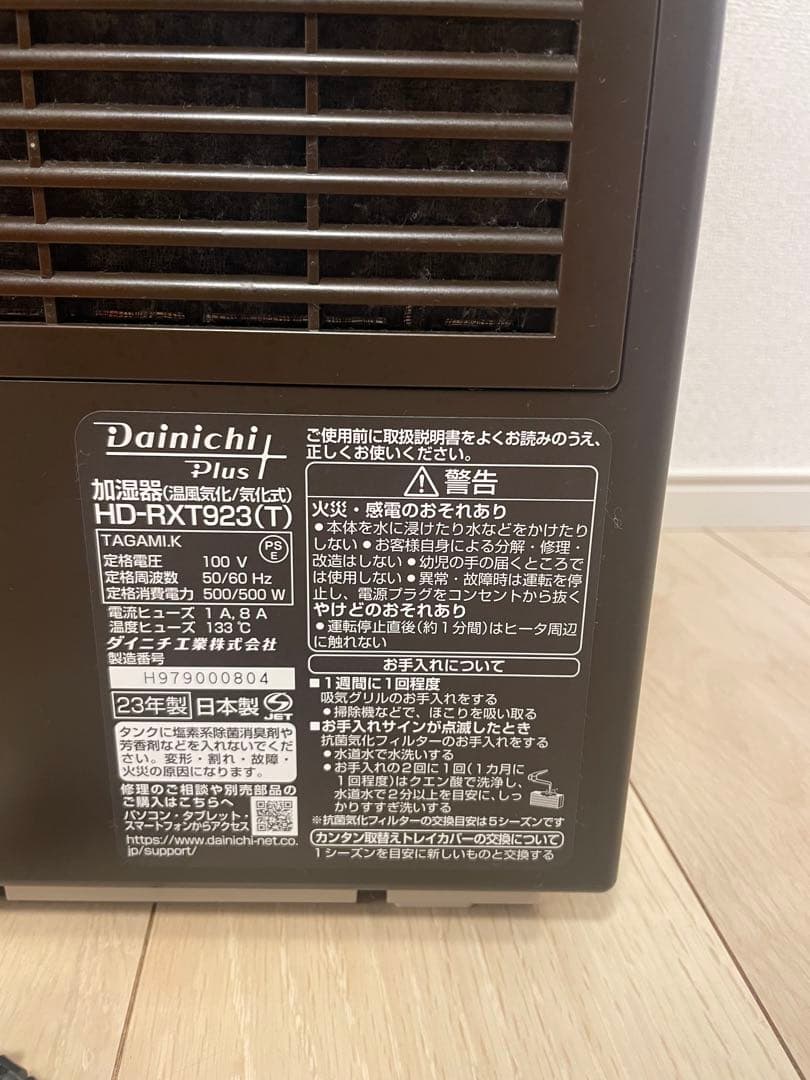 Dainichi
Plus
加湿器(温風気化/気化式)
HD-RXT923(T)
TAGAMI.K
PS
E
定格電圧 100 V
定格周波数 50/60 Hz
定格消費電力 500/500 W
電流ヒューズ 1 A, 8 A
温度ヒューズ 133℃
ダイニチ工業株式会社
製造番号
H979000804
23年製 日本製 JET
タンクに塩素系除菌消臭剤や
芳香剤などを入れないでくだ
さい。変形・割れ・故障・
火災の原因になります。
修理のご相談や別売部品の
ご購入はこちらへ
パソコン・タブレット・
スマートフォンからアクセス
https://www.dainichi-net.co.
jp/support/
ご使用前に取扱説明書をよくお読みのうえ、
正しくお使いください。
警告
火災・感電のおそれあり
●本体を水に浸けたり水などをかけたり
しない ●お客様自身による分解・修理・
改造はしない ●幼児の手の届くところで
は使用しない ●異常・故障時は運転を停
止し、電源プラグをコンセントから抜く
やけどのおそれあり
●運転停止直後(約1分間)はヒータ周辺
に触れない
お手入れについて
■1週間に1回程度
吸気グリルのお手入れをする
●掃除機などで、ほこりを吸い取る
■お手入れサインが点滅したとき
抗菌気化フィルターのお手入れをする
●水道水で水洗いする
●お手入れの2回に1回(1カ月に
1回程度)はクエン酸で洗浄し、
水道水で2分以上を目安に、しっ
かりすすぎ洗いする
※抗菌気化フィルターの交換目安は5シーズンです
カンタン取替えトレイカバーの交換について
1シーズンを目安に新しいものと交換する